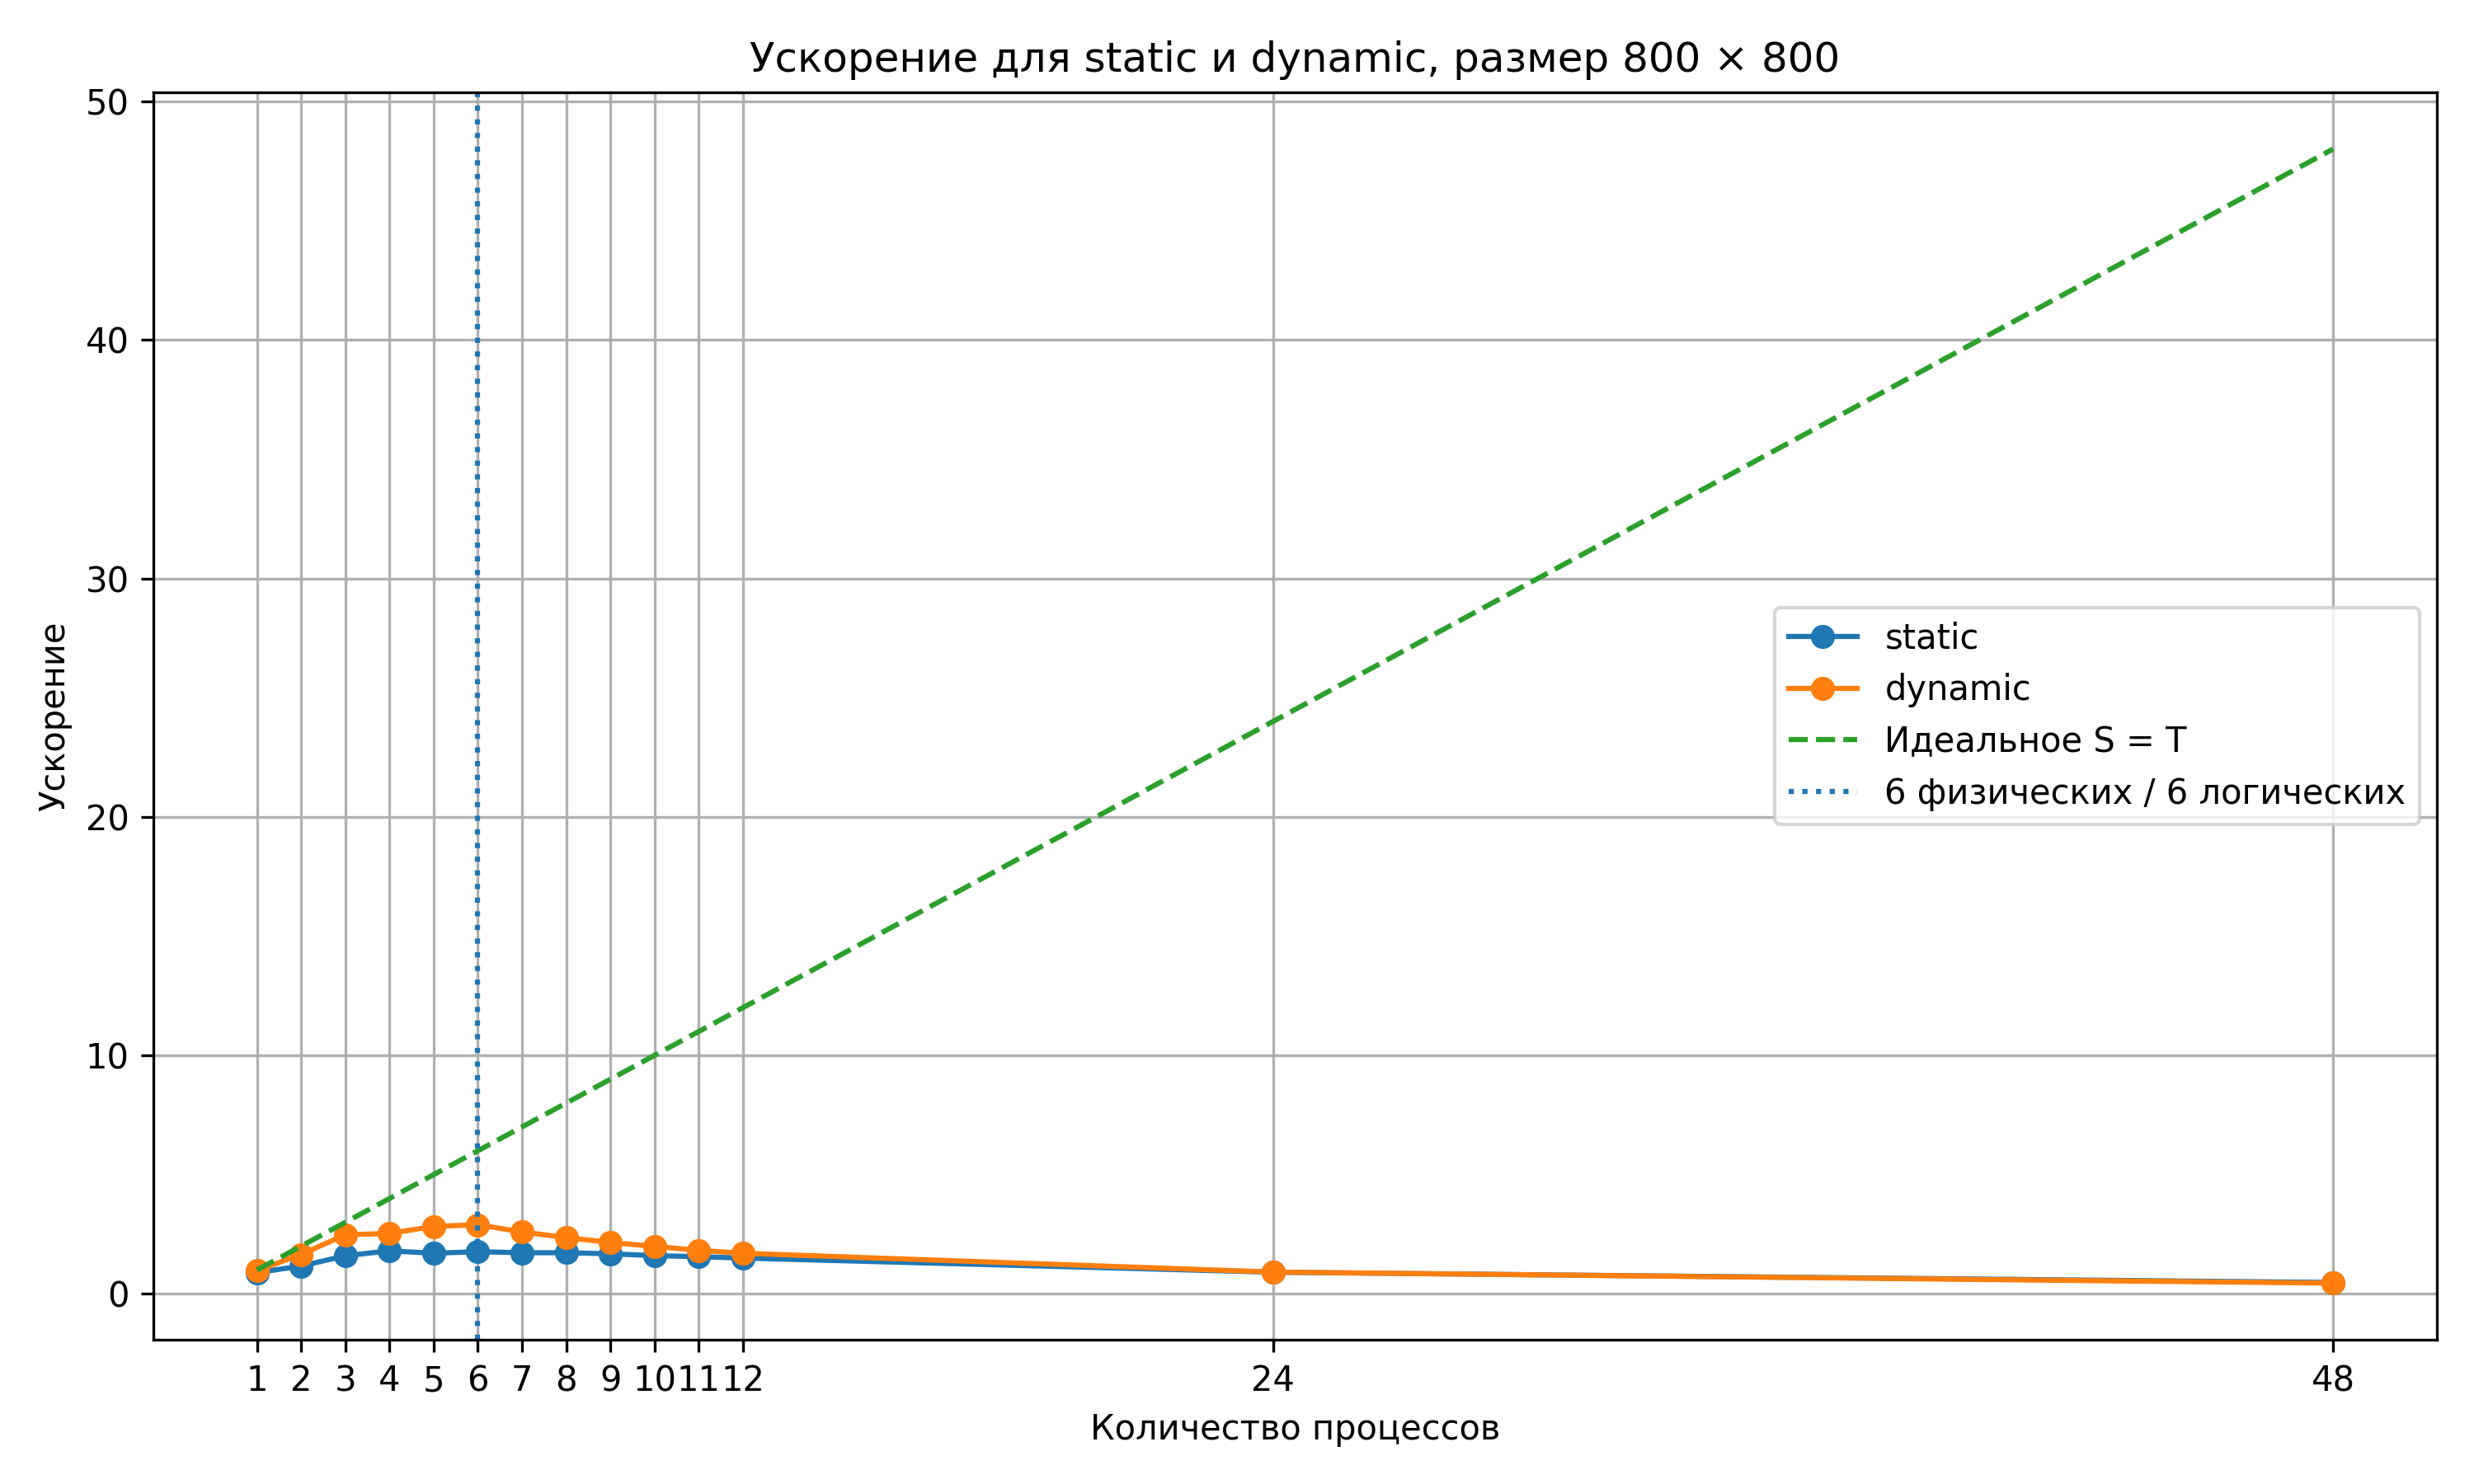 Ускорение для static и dynamic, размер 800 × 800
50
40
30
20
10
0
Ускорение
static
dynamic
Идеальное S = T
6 физических / 6 логических
1 2 3 4 5 6 7 8 9 10 11 12 24 48
Количество процессов